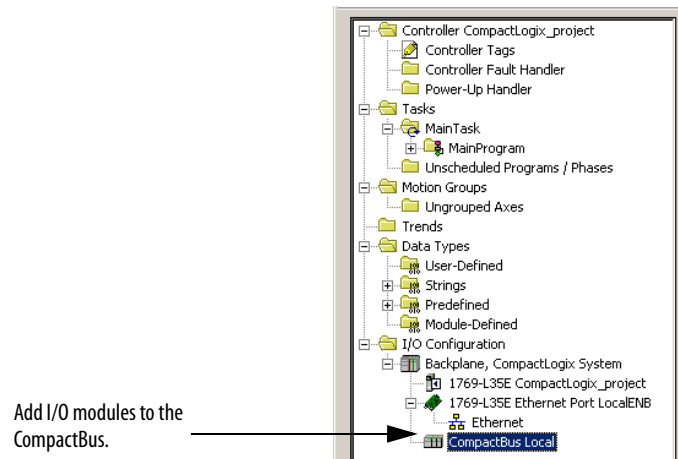 Controller CompactLogix_project
Controller Tags
Controller Fault Handler
Power-Up Handler
Tasks
MainTask
MainProgram
Unscheduled Programs / Phases
Motion Groups
Ungrouped Axes
Trends
Data Types
User-Defined
Strings
Predefined
Module-Defined
I/O Configuration
Backplane, CompactLogix System
1769-L35E CompactLogix_project
1769-L35E Ethernet Port LocalENB
Ethernet
CompactBus Local
Add I/O modules to the
CompactBus.